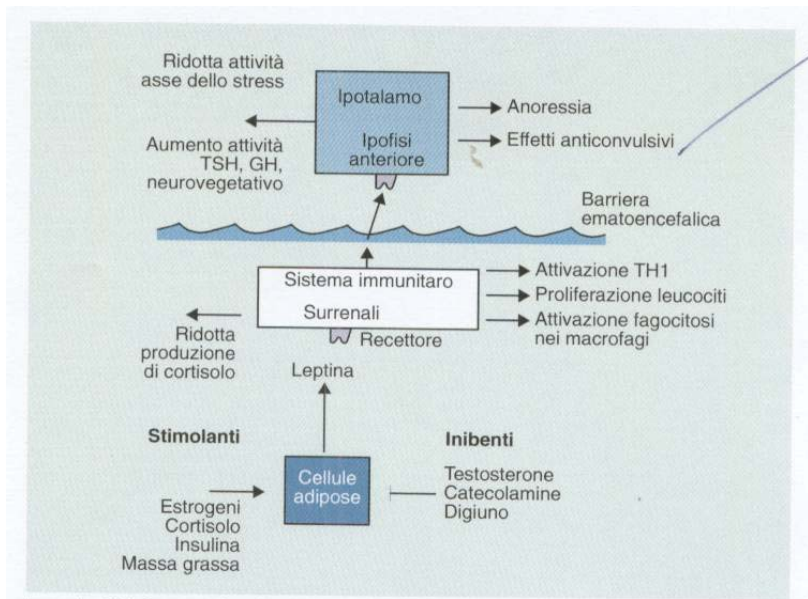 Ridotta attività
asse dello stress
Ipotalamo
Anoressia
Ipofisi
anteriore
Effetti anticonvulsivi
Aumento attività
TSH, GH,
neurovegetativo
Barriera
ematoencefalica
Sistema immunitaro
Surrenali
Attivazione TH1
Proliferazione leucociti
Attivazione fagocitosi
nei macrofagi
Ridotta
produzione
di cortisolo
Recettore
Leptina
Stimolanti
Inibenti
Cellule
adipose
Estrogeni
Cortisolo
Insulina
Massa grassa
Testosterone
Catecolamine
Digiuno